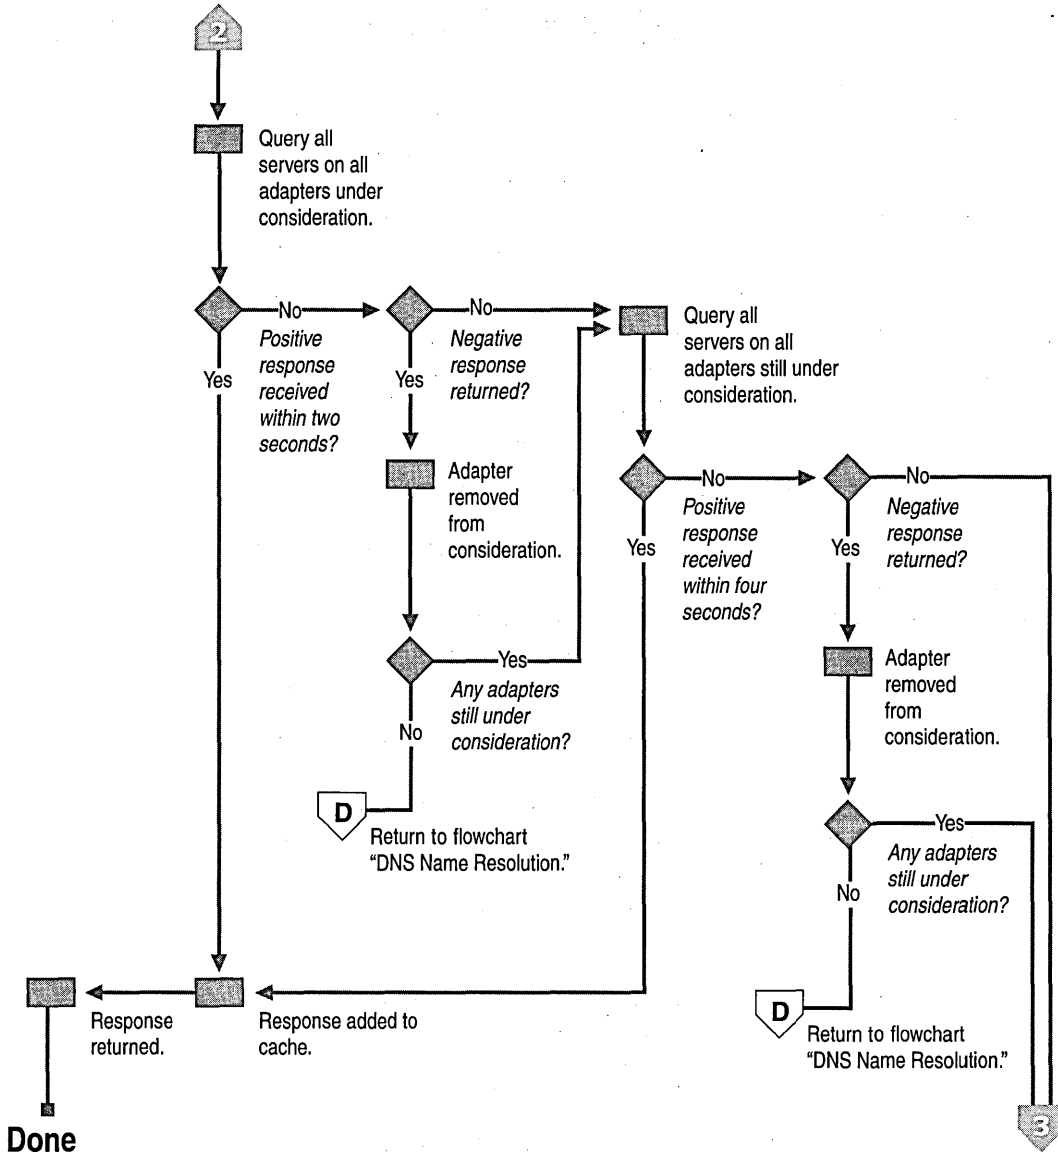 2
Query all
servers on all
adapters under
consideration.
No
Positive
response
received
within two
seconds?
Yes
No
Negative
response
returned?
Yes
Query all
servers on all
adapters still under
consideration.
Adapter
removed
from
consideration.
No
Positive
response
received
within four
seconds?
Yes
No
Negative
response
returned?
Yes
Yes
Any adapters
still under
consideration?
No
Adapter
removed
from
consideration.
D
Return to flowchart
“DNS Name Resolution.”
Yes
Any adapters
still under
consideration?
No
D
Return to flowchart
“DNS Name Resolution.”
Response
returned.
Response added to
cache.
3
Done